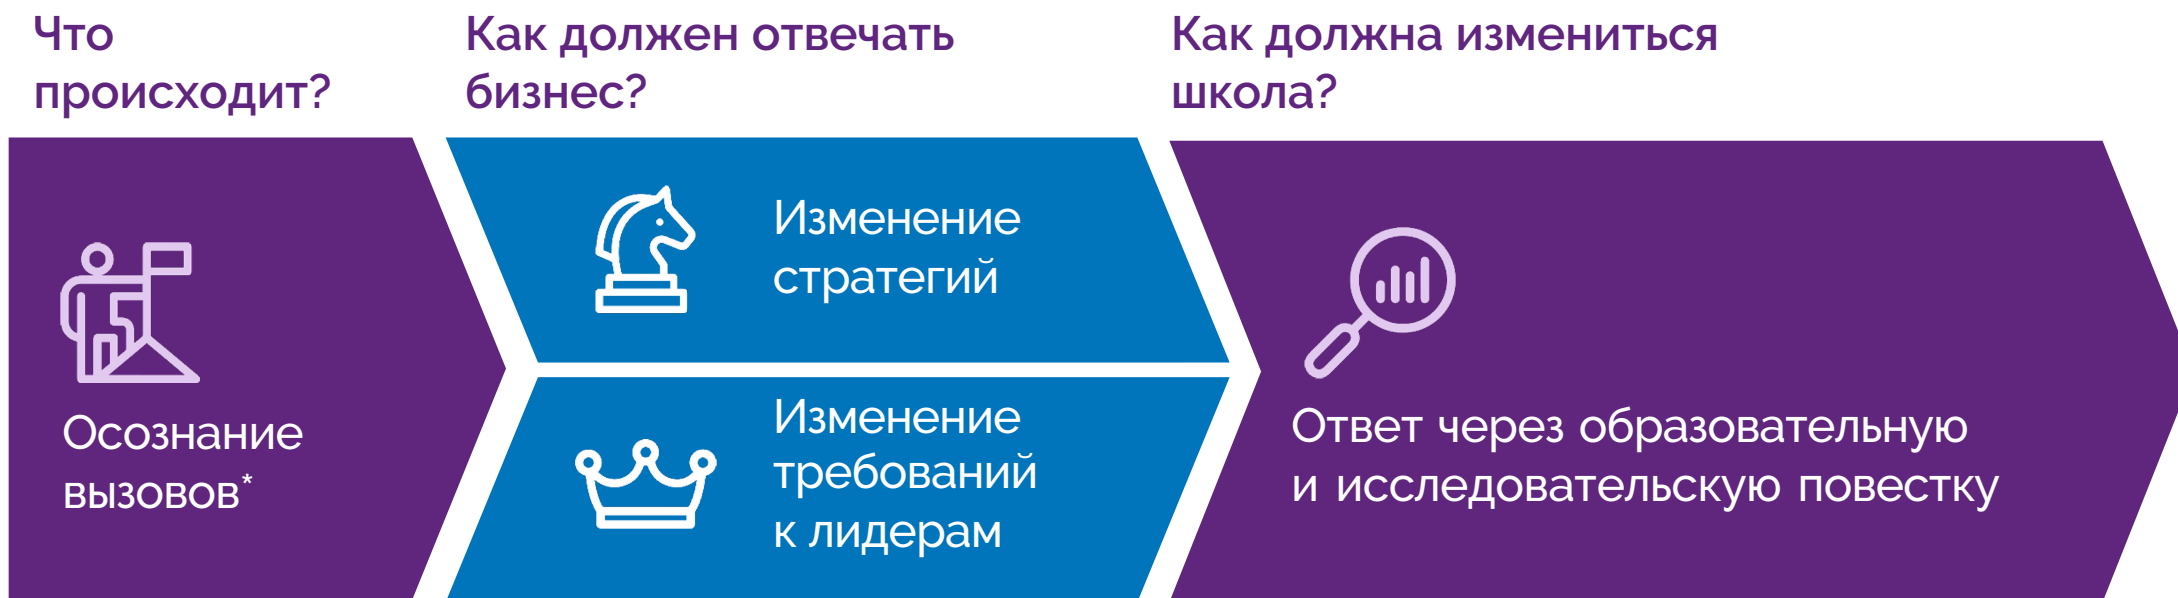 Что
происходит?
Как должен отвечать
бизнес?
Как должна измениться
школа?
Осознание
вызовов*
Изменение
стратегий
Изменение
требований
к лидерам
Ответ через образовательную
и исследовательскую повестку